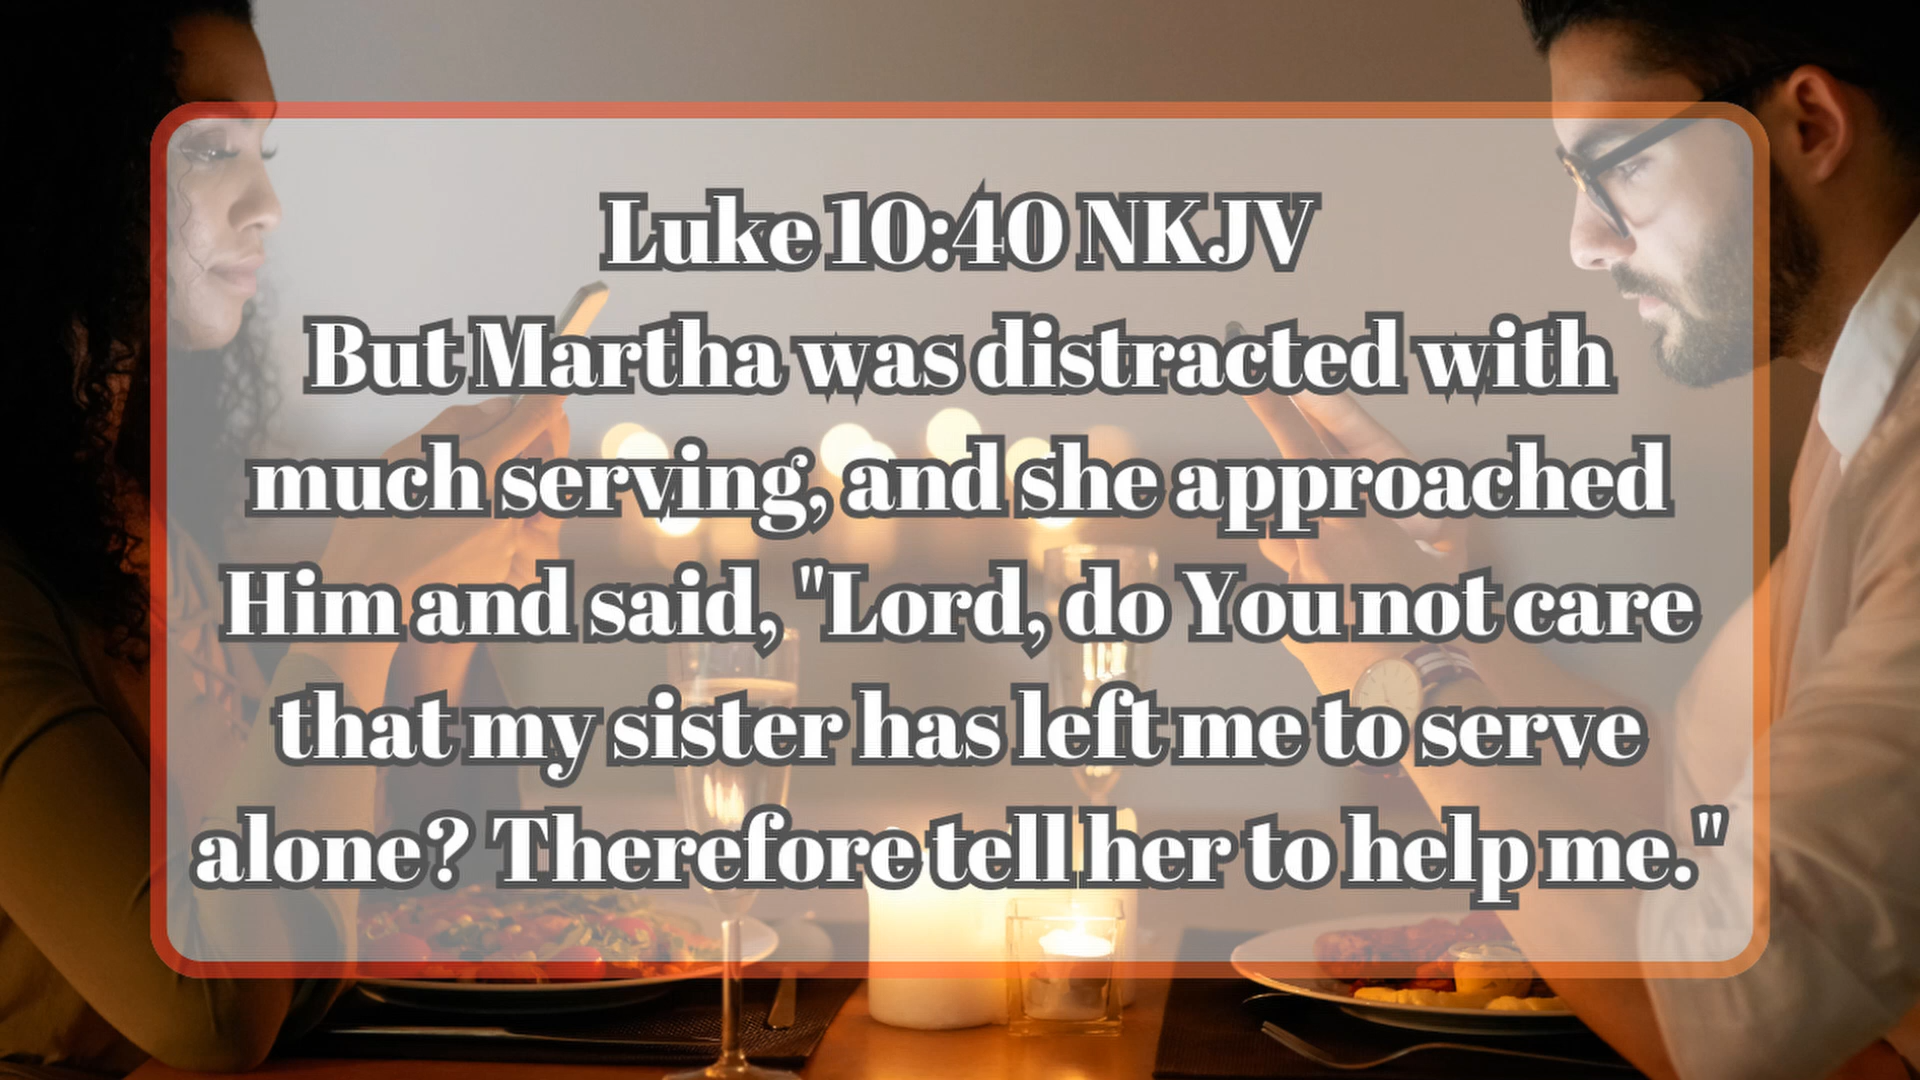 Luke 10:40 NKJV
But Martha was distracted with
much serving, and she approached
Him and said, "Lord, do You not care
that my sister has left me to serve
alone? Therefore tell her to help me."